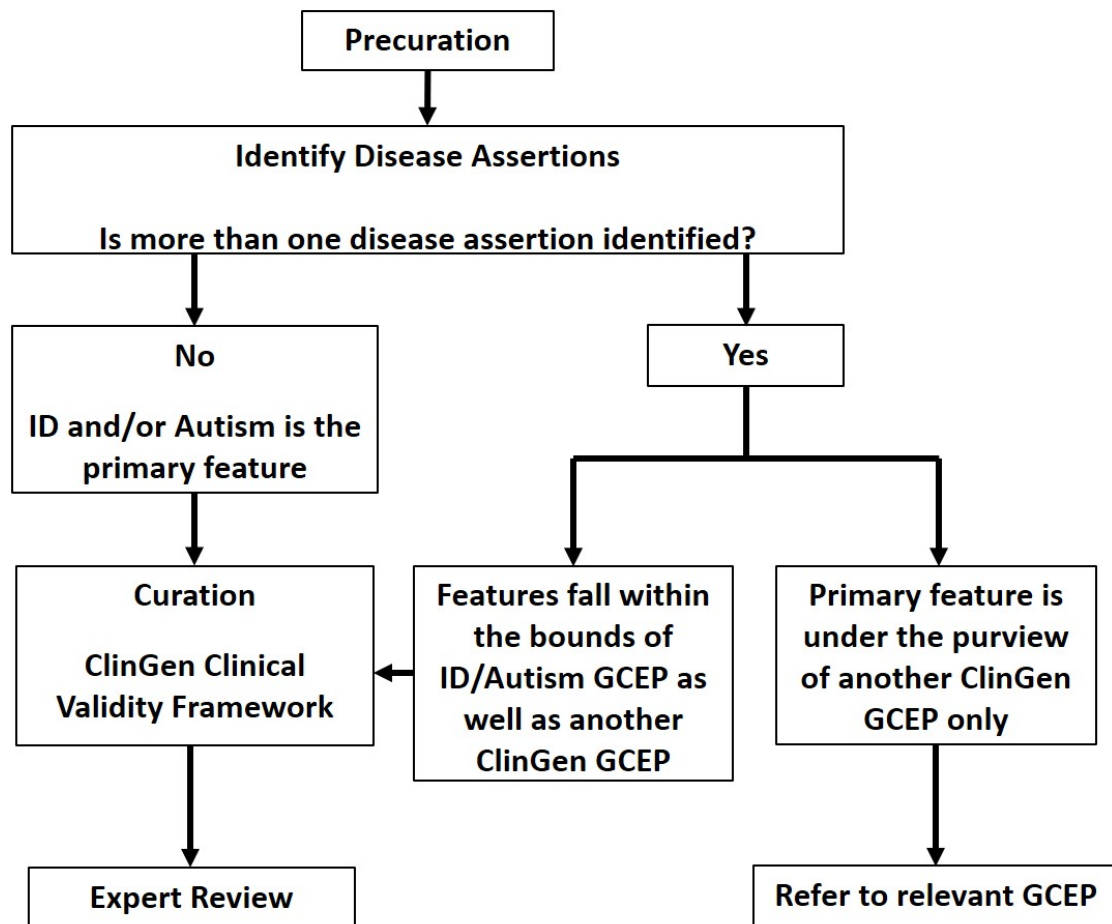 Precuration
Identify Disease Assertions
Is more than one disease assertion identified?
No
ID and/or Autism is the
primary feature
Yes
Curation
ClinGen Clinical
Validity Framework
Features fall within
the bounds of
ID/Autism GCEP as
well as another
ClinGen GCEP
Primary feature is
under the purview
of another ClinGen
GCEP only
Expert Review
Refer to relevant GCEP